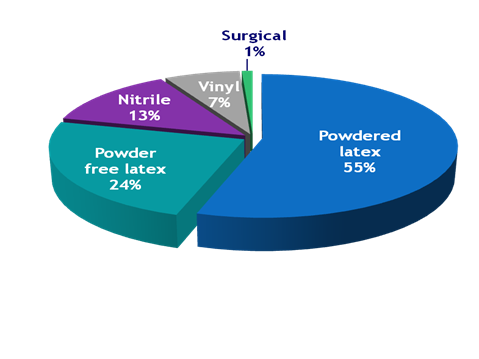 Surgical
1%
Vinyl
7%
Nitrile
13%
Powder
free latex
24%
Powdered
latex
55%